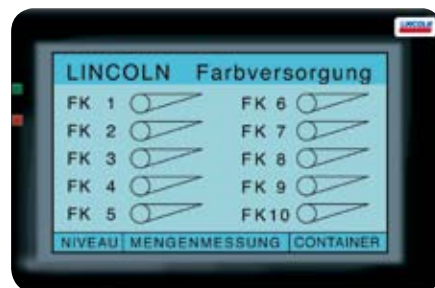 LINCOLN
LINCOLN Farbversorgung
FK 1 FK 6
FK 2 FK 7
FK 3 FK 8
FK 4 FK 9
FK 5 FK10
NIVEAU MENGENMESSUNG CONTAINER